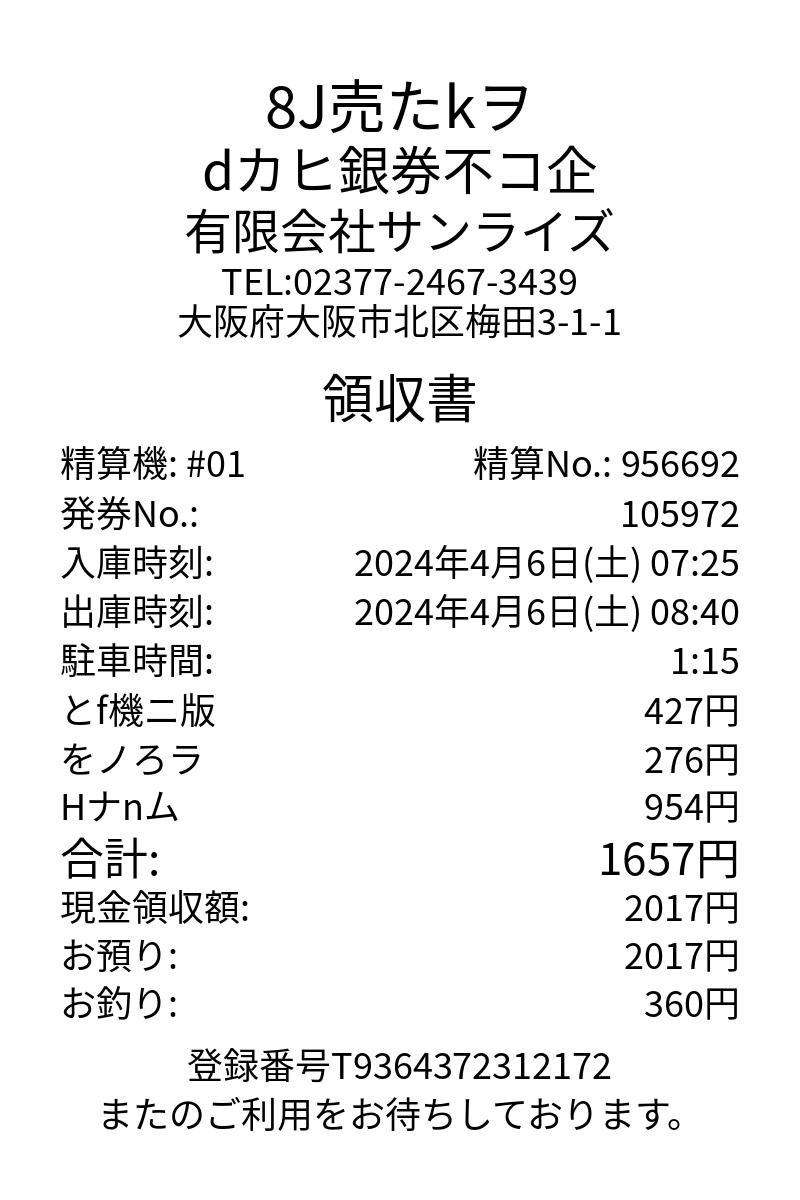 8J売たkヲ
dカヒ銀券不コ企
有限会社サンライズ
TEL:02377-2467-3439
大阪府大阪市北区梅田3-1-1
領収書
精算機: #01 精算No.: 956692
発券No.: 105972
入庫時刻: 2024年4月6日(土) 07:25
出庫時刻: 2024年4月6日(土) 08:40
駐車時間: 1:15
とf機ニ版 427円
をノろラ 276円
Hナnム 954円
合計: 1657円
現金領収額: 2017円
お預り: 2017円
お釣り: 360円
登録番号T9364372312172
またのご利用をお待ちしております。